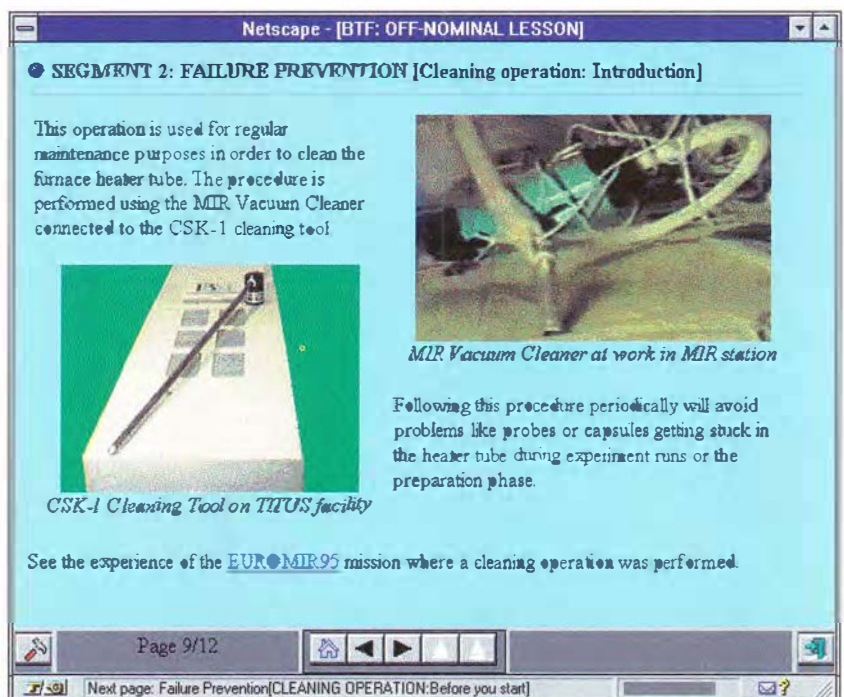 Netscape - [BTF: OFF-NOMINAL LESSON]
SEGMENT 2: FAILURE PREVENTION [Cleaning operation: Introduction]
This operation is used for regular
maintenance purposes in order to clean the
furnace heater tube. The procedure is
performed using the MIR Vacuum Cleaner
connected to the CSK-1 cleaning tool
MIR Vacuum Cleaner at work in MIR station
CSK-1 Cleaning Tool on TITUS facility
Following this procedure periodically will avoid
problems like probes or capsules getting stuck in
the heater tube during experiment runs or the
preparation phase.
See the experience of the EUROMIR95 mission where a cleaning operation was performed.
Page 9/12
Next page: Failure Prevention[CLEANING OPERATION:Before you start]